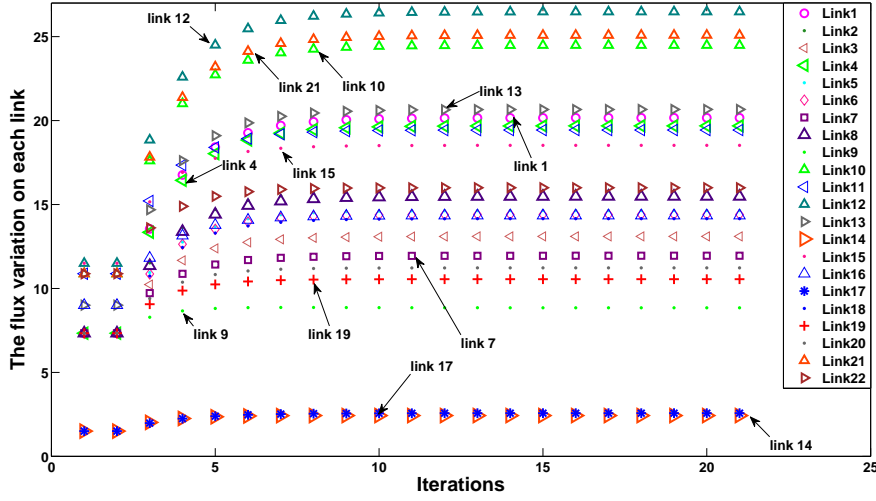 The flux variation on each link
25
20
15
10
5
0
0
5
10
15
20
25
Iterations
link 12
link 21
link 10
link 13
link 4
link 15
link 1
link 9
link 19
link 7
link 17
link 14
Link1
Link2
Link3
Link4
Link5
Link6
Link7
Link8
Link9
Link10
Link11
Link12
Link13
Link14
Link15
Link16
Link17
Link18
Link19
Link20
Link21
Link22